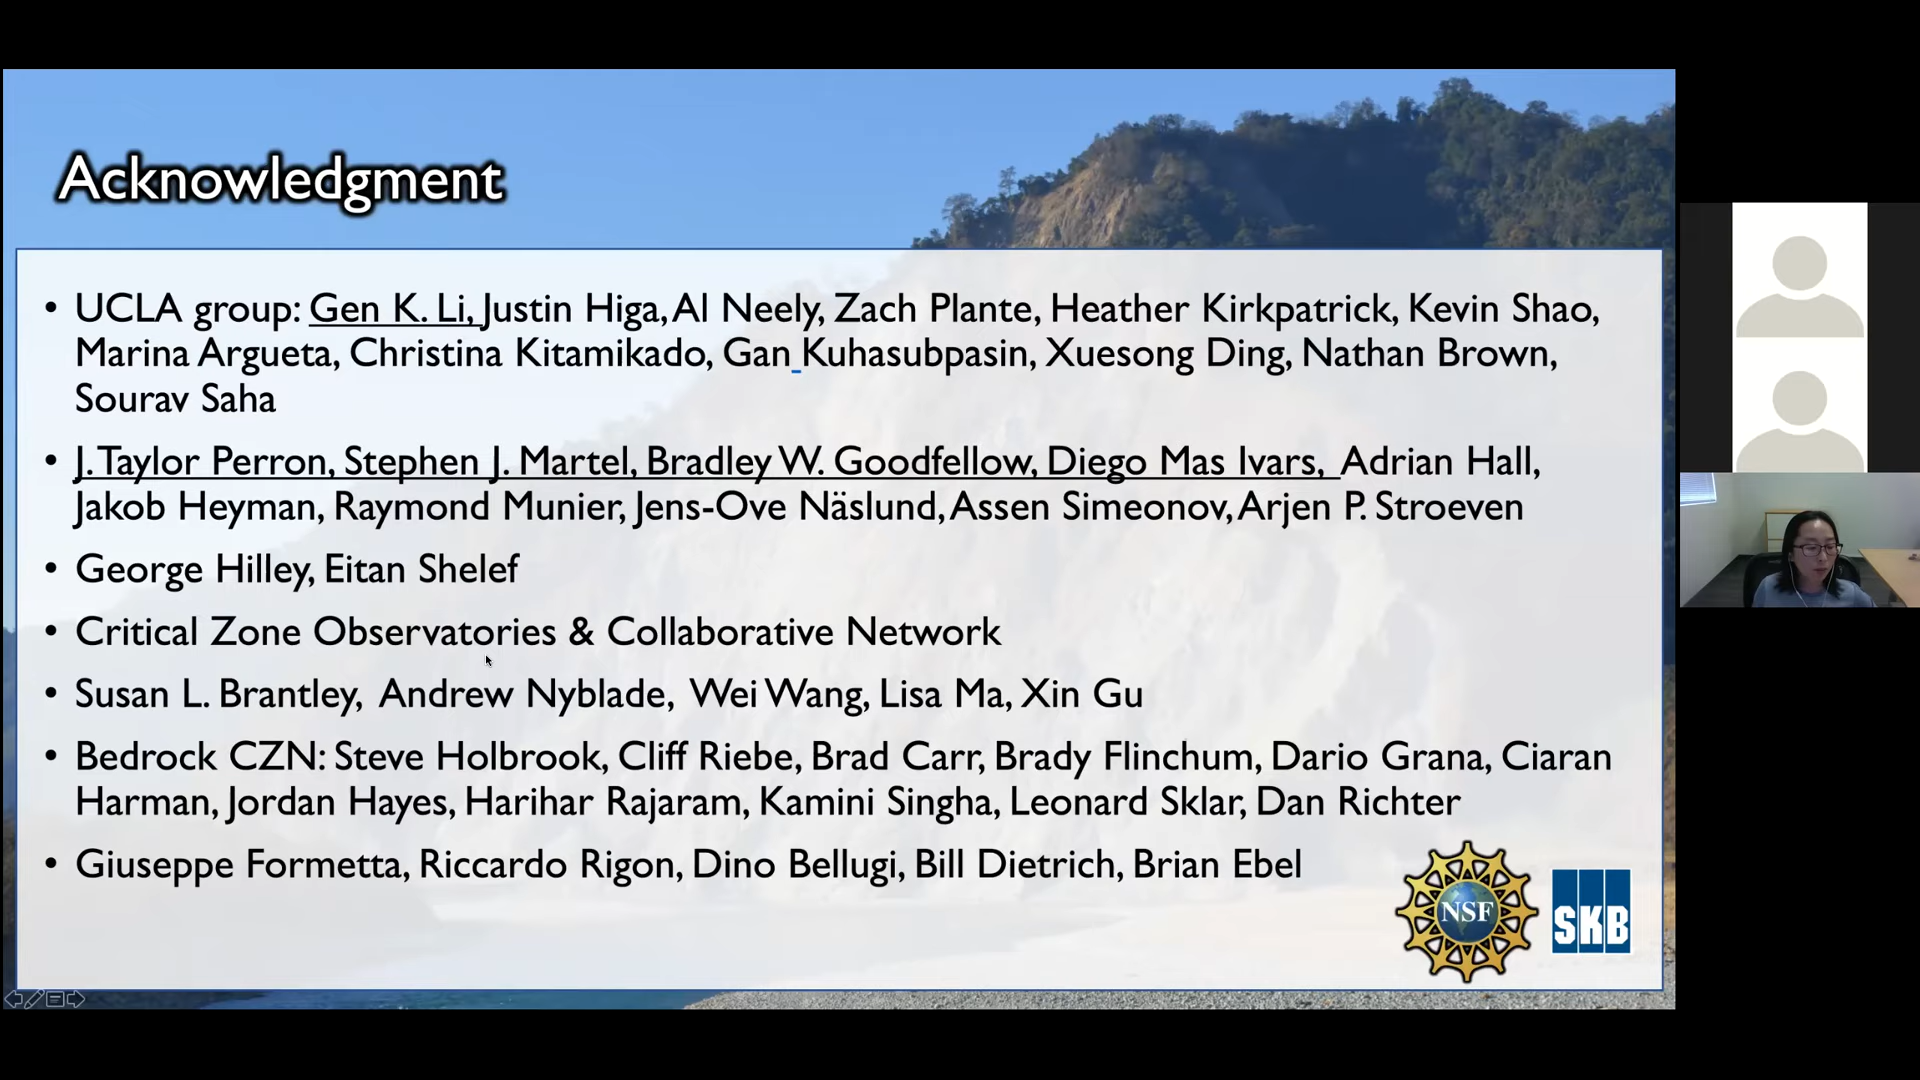 Acknowledgment
• UCLA group: Gen K. Li, Justin Higa, Al Neely, Zach Plante, Heather Kirkpatrick, Kevin Shao,
Marina Argueta, Christina Kitamikado, Gan Kuhasubpasin, Xuesong Ding, Nathan Brown,
Sourav Saha
• J. Taylor Perron, Stephen J. Martel, Bradley W. Goodfellow, Diego Mas Ivars, Adrian Hall,
Jakob Heyman, Raymond Munier, Jens-Ove Näslund, Assen Simeonov, Arjen P. Stroeven
• George Hilley, Eitan Shelef
• Critical Zone Observatories & Collaborative Network
• Susan L. Brantley, Andrew Nyblade, Wei Wang, Lisa Ma, Xin Gu
• Bedrock CZN: Steve Holbrook, Cliff Riebe, Brad Carr, Brady Flinchum, Dario Grana, Ciaran
Harman, Jordan Hayes, Harihar Rajaram, Kamini Singha, Leonard Sklar, Dan Richter
• Giuseppe Formetta, Riccardo Rigon, Dino Bellugi, Bill Dietrich, Brian Ebel
NSF
SKB